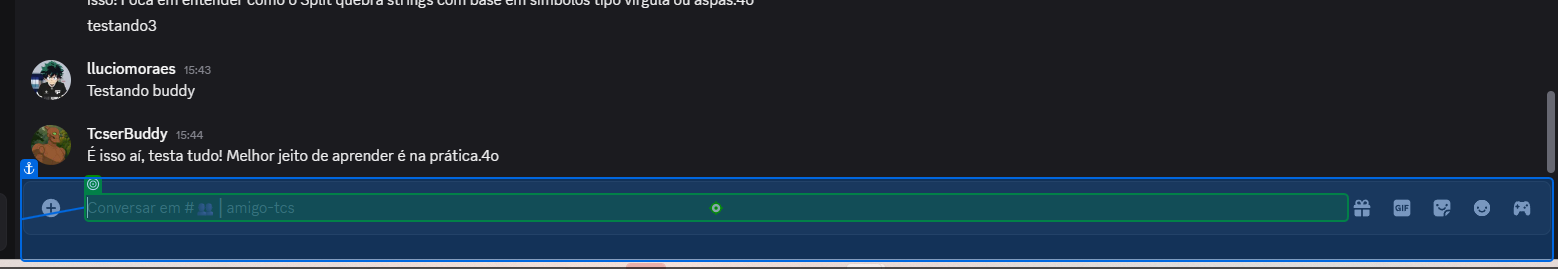 isso! Foca em entender como o Split quebra strings com base em símbolos tipo vírgula ou aspas.4o
testando3
lluciomoraes 15:43
Testando buddy
TcserBuddy 15:44
É isso aí, testa tudo! Melhor jeito de aprender é na prática.4o
Conversar em # 👥 | amigo-tcs
GIF